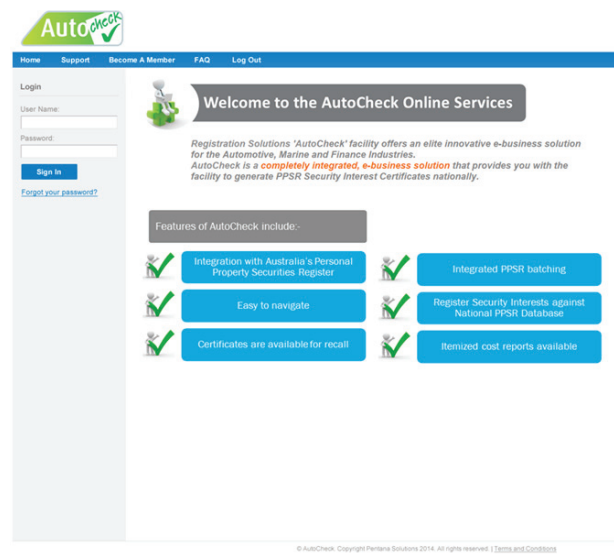 Autocheck
Home Support Become A Member FAQ Log Out
Login
User Name:
Password:
Sign In
Forgot your password?
Welcome to the AutoCheck Online Services
Registration Solutions 'AutoCheck' facility offers an elite innovative e-business solution
for the Automotive, Marine and Finance Industries.
AutoCheck is a completely integrated, e-business solution that provides you with the
facility to generate PPSR Security Interest Certificates nationally.
Features of AutoCheck include:-
Integration with Australia's Personal
Property Securities Register
Integrated PPSR batching
Easy to navigate
Register Security Interests against
National PPSR Database
Certificates are available for recall
Itemized cost reports available
© AutoCheck. Copyright Pentana Solutions 2014. All rights reserved. | Terms and Conditions